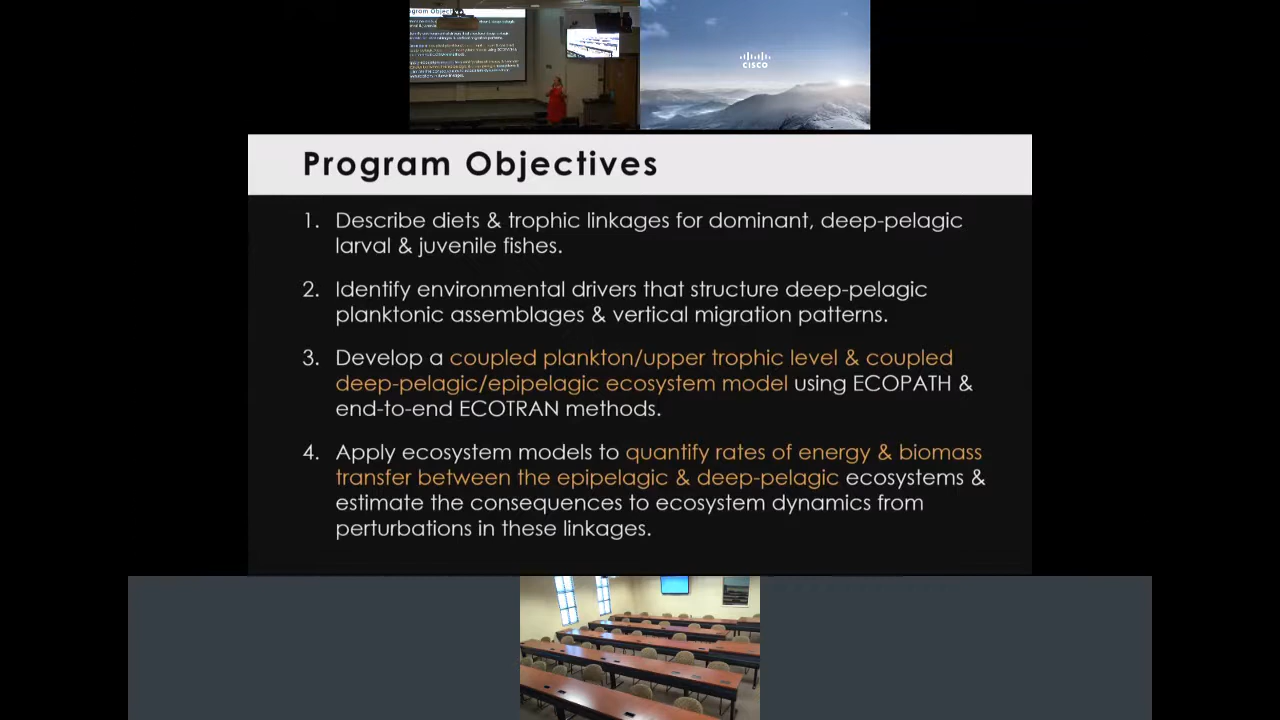 CISCO
Program Objectives
1. Describe diets & trophic linkages for dominant, deep-pelagic
larval & juvenile fishes.
2. Identify environmental drivers that structure deep-pelagic
planktonic assemblages & vertical migration patterns.
3. Develop a coupled plankton/upper trophic level & coupled
deep-pelagic/epipelagic ecosystem model using ECOPATH &
end-to-end ECOTRAN methods.
4. Apply ecosystem models to quantify rates of energy & biomass
transfer between the epipelagic & deep-pelagic ecosystems &
estimate the consequences to ecosystem dynamics from
perturbations in these linkages.